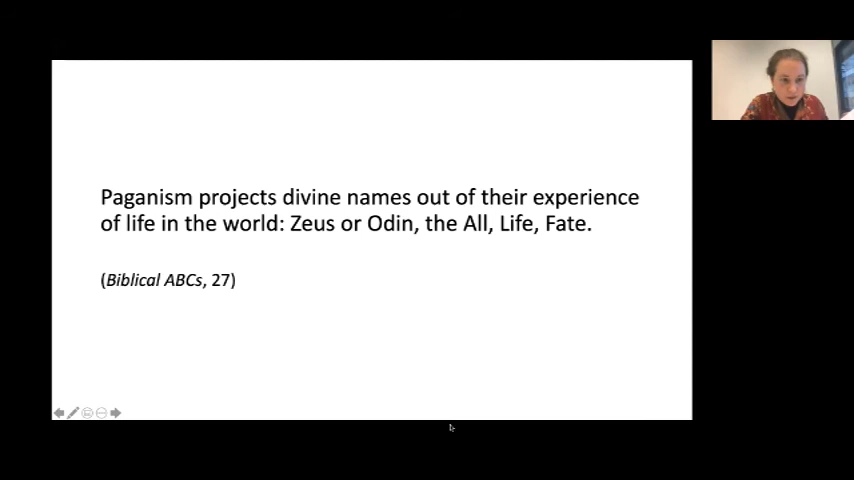 Paganism projects divine names out of their experience
of life in the world: Zeus or Odin, the All, Life, Fate.
(Biblical ABCs, 27)